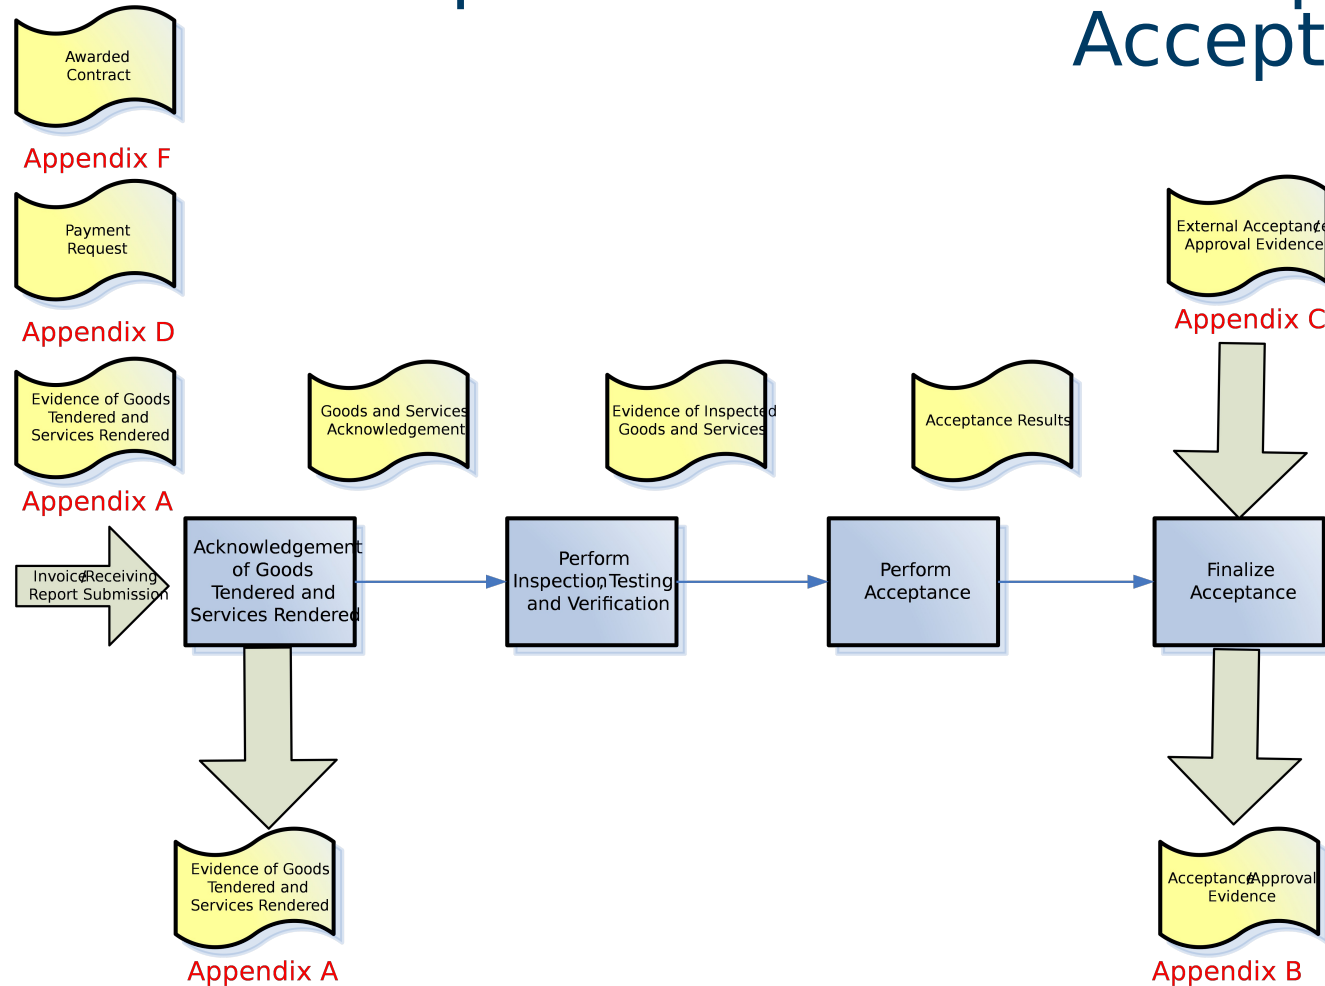 Accept
Awarded
Contract
Appendix F
Payment
Request
Appendix D
External Acceptance/
Approval Evidence
Appendix C
Evidence of Goods
Tendered and
Services Rendered
Appendix A
Goods and Services
Acknowledgement
Evidence of Inspected
Goods and Services
Acceptance Results
Invoice/Receiving
Report Submission
Acknowledgement
of Goods
Tendered and
Services Rendered
Perform
Inspection, Testing
and Verification
Perform
Acceptance
Finalize
Acceptance
Evidence of Goods
Tendered and
Services Rendered
Appendix A
Acceptance/Approval
Evidence
Appendix B